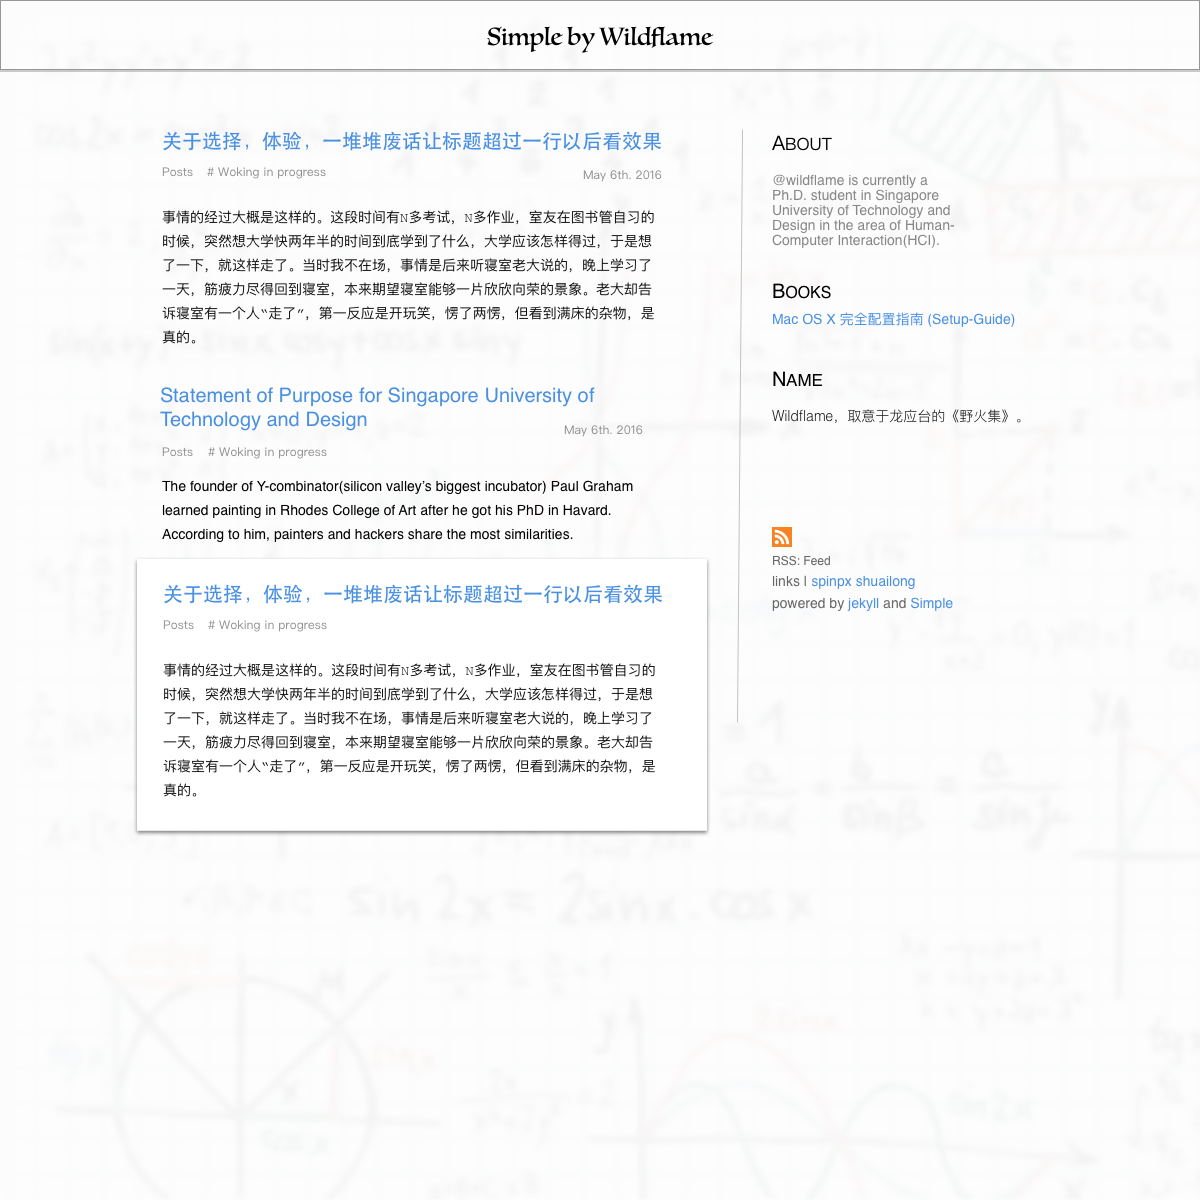 Simple by Wildflame
关于选择，体验，一堆堆废话让标题超过一行以后看效果
Posts # Woking in progress
May 6th. 2016
事情的经过大概是这样的。这段时间有N多考试，N多作业，室友在图书管自习的
时候，突然想大学快两年半的时间到底学到了什么，大学应该怎样得过，于是想
了一下，就这样走了。当时我不在场，事情是后来听寝室老大说的，晚上学习了
一天，筋疲力尽得回到寝室，本来期望寝室能够一片欣欣向荣的景象。老大却告
诉寝室有一个人“走了”，第一反应是开玩笑，愣了两愣，但看到满床的杂物，是
真的。
Statement of Purpose for Singapore University of
Technology and Design
May 6th. 2016
Posts # Woking in progress
The founder of Y-combinator(silicon valley’s biggest incubator) Paul Graham
learned painting in Rhodes College of Art after he got his PhD in Havard.
According to him, painters and hackers share the most similarities.
关于选择，体验，一堆堆废话让标题超过一行以后看效果
Posts # Woking in progress
事情的经过大概是这样的。这段时间有N多考试，N多作业，室友在图书管自习的
时候，突然想大学快两年半的时间到底学到了什么，大学应该怎样得过，于是想
了一下，就这样走了。当时我不在场，事情是后来听寝室老大说的，晚上学习了
一天，筋疲力尽得回到寝室，本来期望寝室能够一片欣欣向荣的景象。老大却告
诉寝室有一个人“走了”，第一反应是开玩笑，愣了两愣，但看到满床的杂物，是
真的。
ABOUT
@wildflame is currently a
Ph.D. student in Singapore
University of Technology and
Design in the area of Human-
Computer Interaction(HCI).
BOOKS
Mac OS X 完全配置指南 (Setup-Guide)
NAME
Wildflame，取意于龙应台的《野火集》。
RSS: Feed
links | spinpx shuailong
powered by jekyll and Simple
sin 2x = 2sinx . cosx